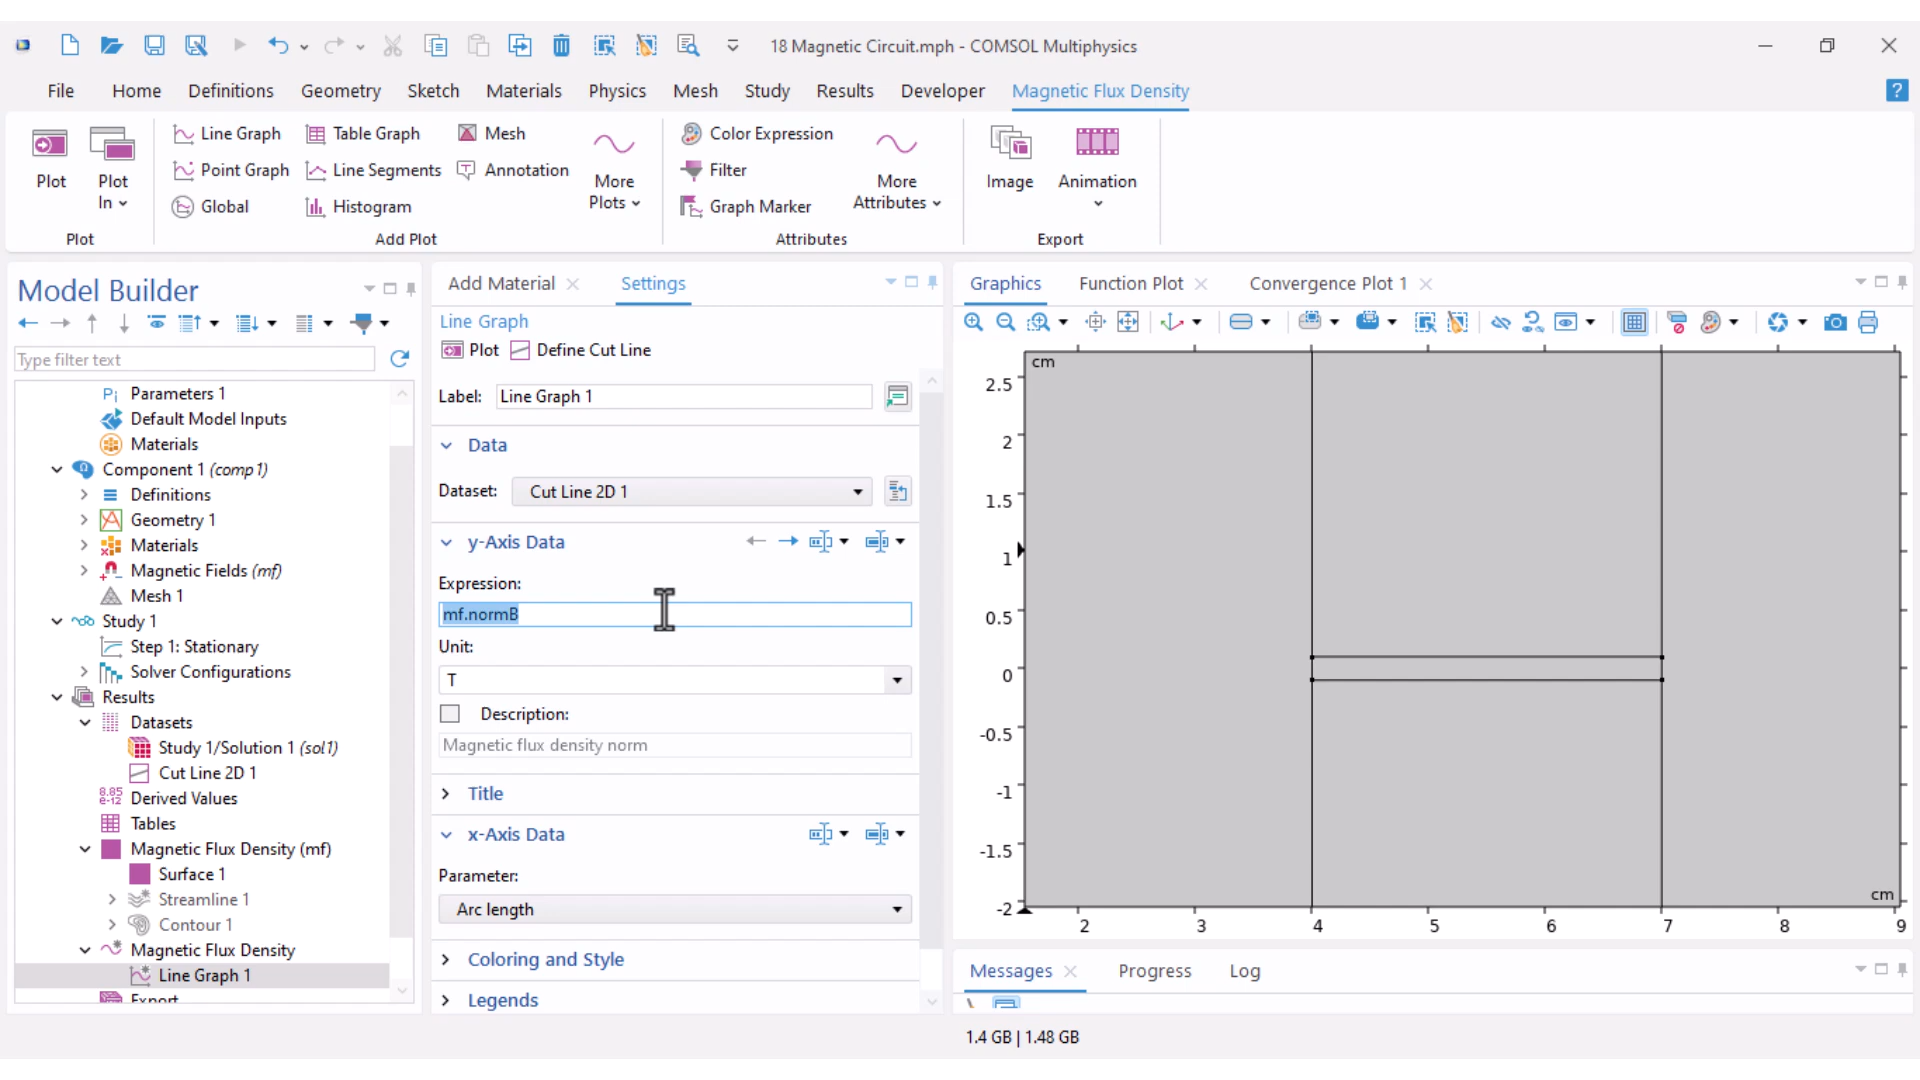 18 Magnetic Circuit.mph - COMSOL Multiphysics
File Home Definitions Geometry Sketch Materials Physics Mesh Study Results Developer Magnetic Flux Density ?
Plot
Plot In
Line Graph
Point Graph
Global
Table Graph
Line Segments
Histogram
Mesh
Annotation
More Plots
Color Expression
Filter
Graph Marker
More Attributes
Image
Animation
Plot Add Plot Attributes Export
Model Builder
Type filter text
Pi Parameters 1
Default Model Inputs
Materials
Component 1 (comp1)
Definitions
Geometry 1
Materials
Magnetic Fields (mf)
Mesh 1
Study 1
Step 1: Stationary
Solver Configurations
Results
Datasets
Study 1/Solution 1 (sol1)
Cut Line 2D 1
8.85 e-12 Derived Values
Tables
Magnetic Flux Density (mf)
Surface 1
Streamline 1
Contour 1
Magnetic Flux Density
Line Graph 1
Export
Add Material Settings
Line Graph
Plot Define Cut Line
Label: Line Graph 1
Data
Dataset: Cut Line 2D 1
y-Axis Data
Expression:
mf.normB
Unit:
T
Description:
Magnetic flux density norm
Title
x-Axis Data
Parameter:
Arc length
Coloring and Style
Legends
Graphics Function Plot Convergence Plot 1
cm
2.5
2
1.5
1
0.5
0
-0.5
-1
-1.5
-2
cm
2 3 4 5 6 7 8 9
Messages Progress Log
1.4 GB | 1.48 GB